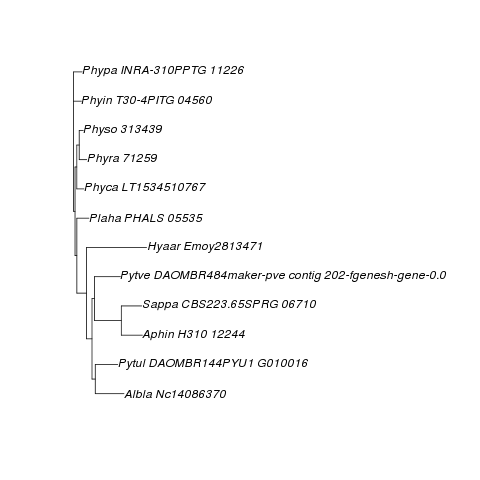 Phypa INRA-310PPTG 11226
Phyin T30-4PITG 04560
Physo 313439
Phyra 71259
Phyca LT1534510767
Plaha PHALS 05535
Hyaar Emoy2813471
Pytve DAOMBR484maker-pve contig 202-fgenesh-gene-0.0
Sappa CBS223.65SPRG 06710
Aphin H310 12244
Pytul DAOMBR144PYU1 G010016
Albla Nc14086370